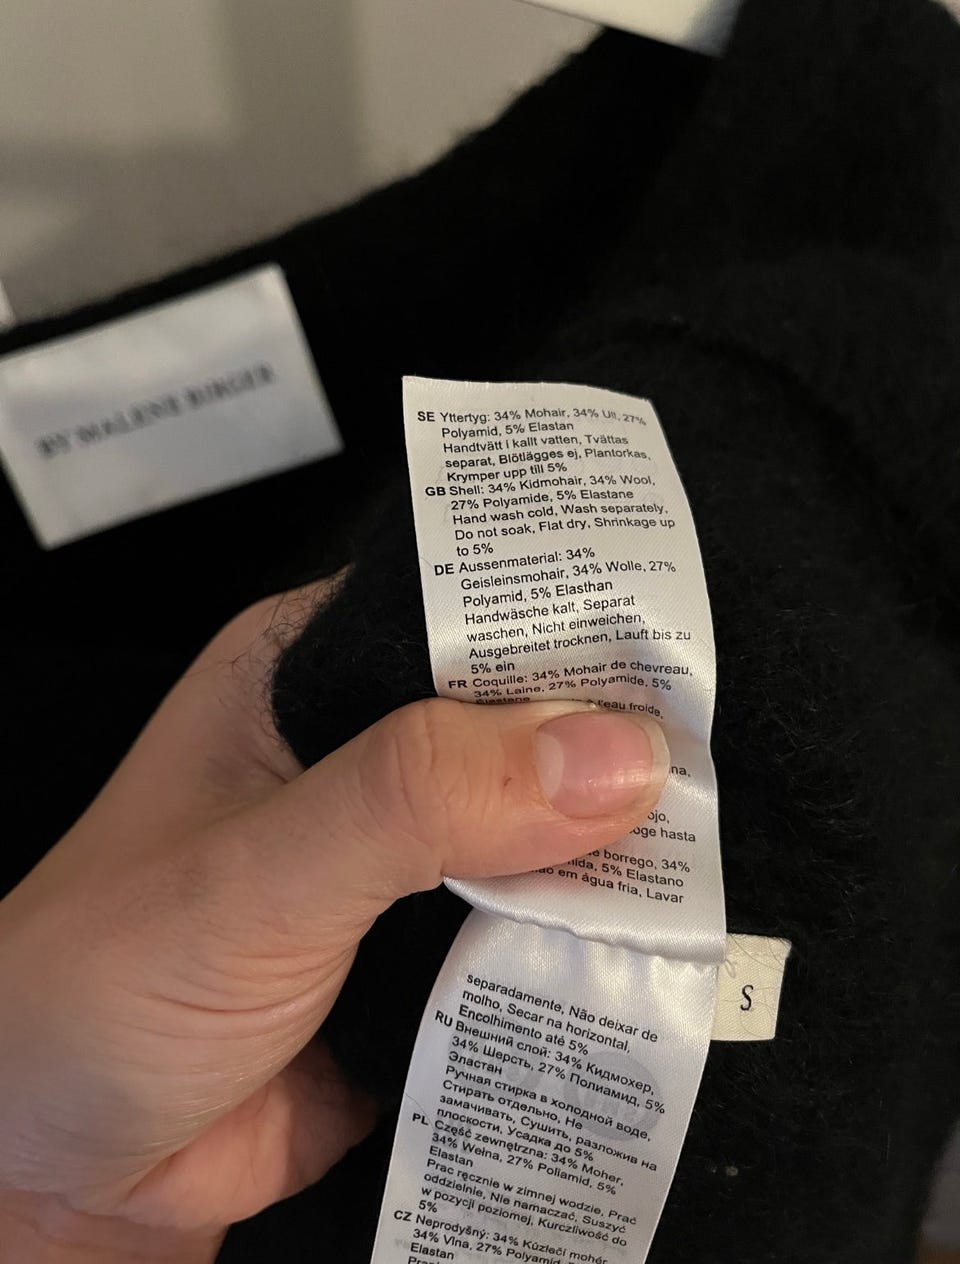 BY MALENE BIRGER
SE Yttertyg: 34% Mohair, 34% Ull, 27%
Polyamid, 5% Elastan
Handtvätt i kallt vatten, Tvättas
separat, Blötlägges ej, Plantorkas,
Krymper upp till 5%
GB Shell: 34% Kidmohair, 34% Wool,
27% Polyamide, 5% Elastane
Hand wash cold, Wash separately,
Do not soak, Flat dry, Shrinkage up
to 5%
DE Aussenmaterial: 34%
Geisleinsmohair, 34% Wolle, 27%
Polyamid, 5% Elasthan
Handwäsche kalt, Separat
waschen, Nicht einweichen,
Ausgebreitet trocknen, Lauft bis zu
5% ein
FR Coquille: 34% Mohair de chevreau,
34% Laine, 27% Polyamide, 5%
Elastane l'eau froide,
hasta
borrego, 34%
5% Elastano
em água fria, Lavar
separadamente, Não deixar de
molho, Secar na horizontal,
Encolhimento até 5%
RU Внешний слой: 34% Кидмохер,
34% Шерсть, 27% Полиамид, 5%
Эластан
Ручная стирка в холодной воде,
Стирать отдельно, Не
замачивать, Сушить, разложив на
плоскости, Усадка до 5%
PL Część zewnętrzna: 34% Moher,
34% Wełna, 27% Poliamid, 5%
Elastan
Prac ręcznie w zimnej wodzie, Prać
oddzielnie, Nie namaczać, Suszyć
w pozycji poziomej, Kurczliwość do
5%
CZ Neprodyšný: 34% Kůzlečí mohér,
34% Vlna, 27% Polyamid, 5%
Elastan
S